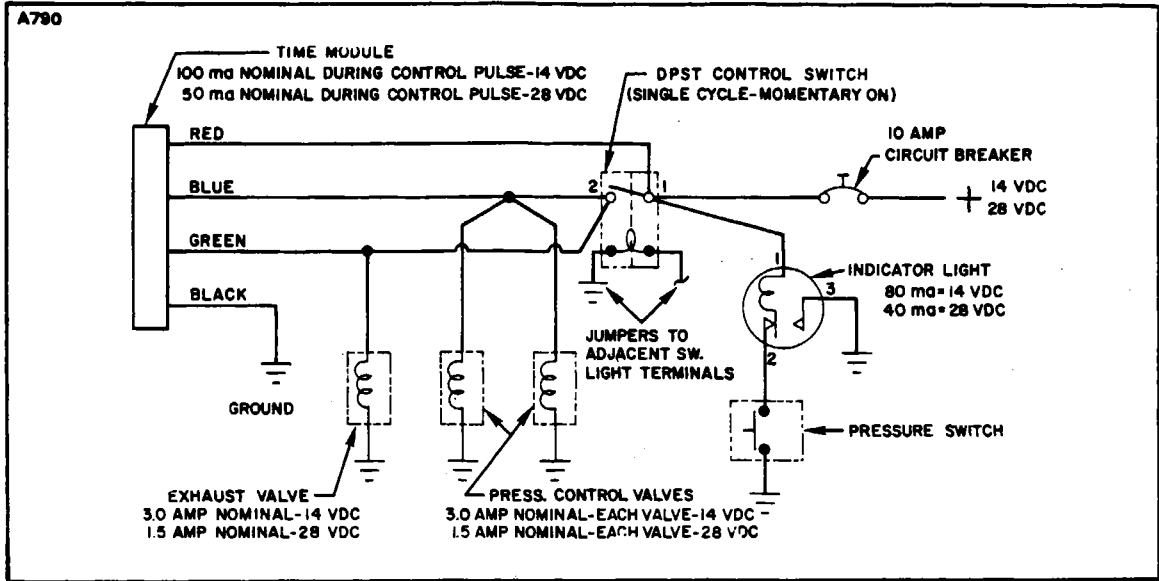 A790
TIME MODULE
100 ma NOMINAL DURING CONTROL PULSE-14 VDC
50 ma NOMINAL DURING CONTROL PULSE-28 VDC
DPST CONTROL SWITCH
(SINGLE CYCLE-MOMENTARY ON)
10 AMP
CIRCUIT BREAKER
RED
BLUE
GREEN
BLACK
2
1
+
14 VDC
28 VDC
1
3
2
INDICATOR LIGHT
80 ma=14 VDC
40 ma=28 VDC
JUMPERS TO
ADJACENT SW.
LIGHT TERMINALS
GROUND
PRESSURE SWITCH
EXHAUST VALVE
3.0 AMP NOMINAL-14 VDC
1.5 AMP NOMINAL-28 VDC
PRESS. CONTROL VALVES
3.0 AMP NOMINAL-EACH VALVE-14 VDC
1.5 AMP NOMINAL-EACH VALVE-28 VDC